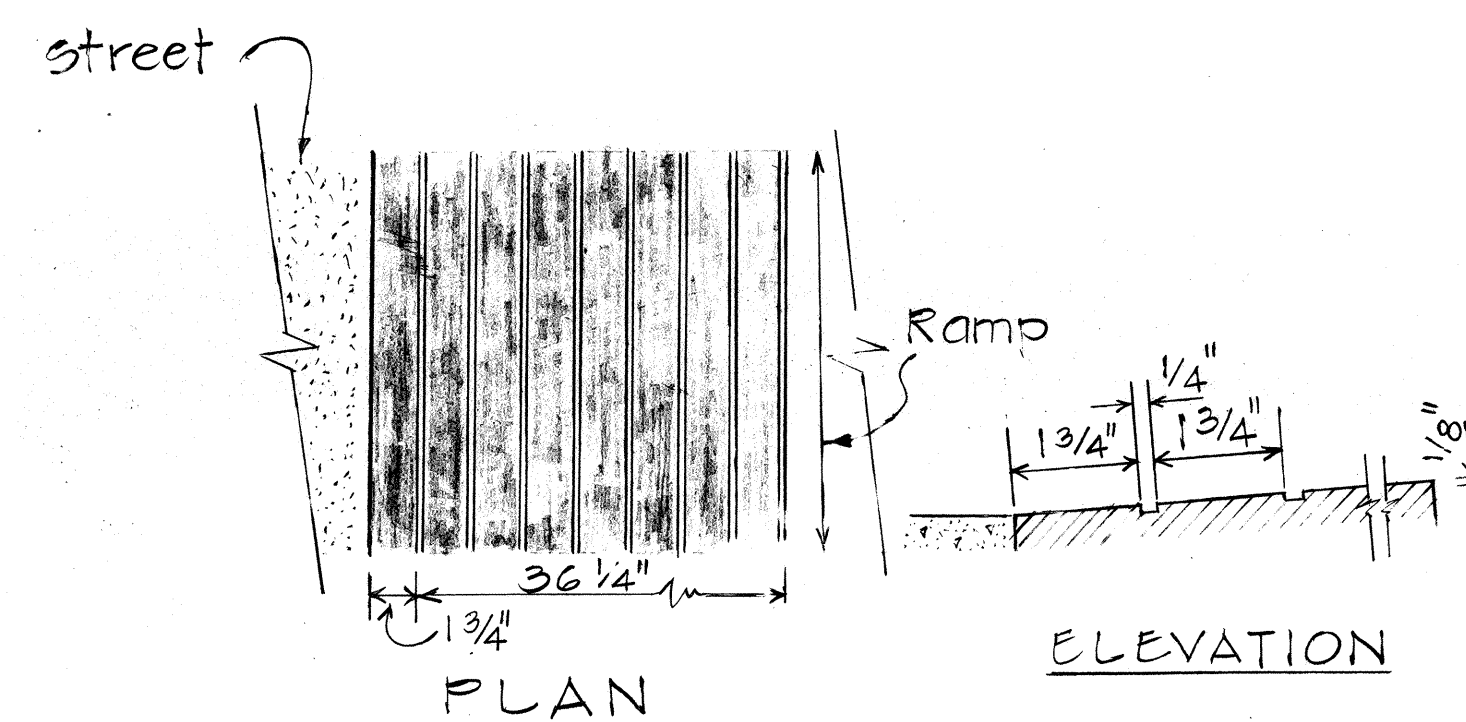 street
Ramp
1/4"
1 3/4"
1 3/4"
1/8"
36 1/4"
1 3/4"
PLAN
ELEVATION